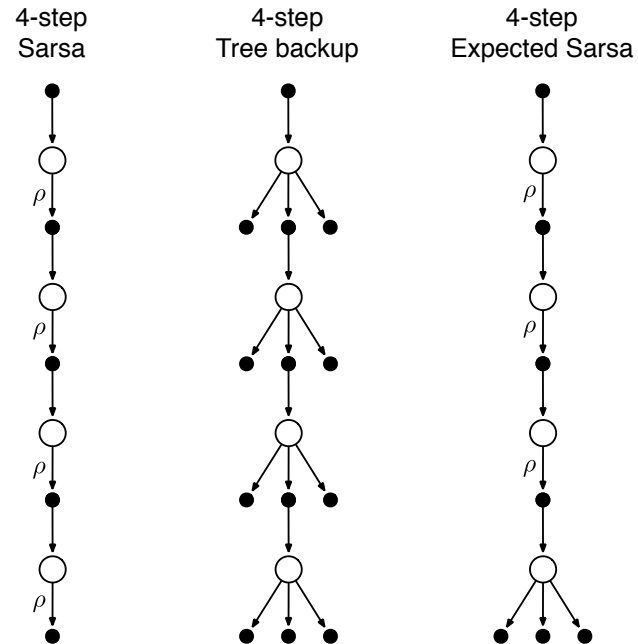 4-step
Sarsa
4-step
Tree backup
4-step
Expected Sarsa
ρ
ρ
ρ
ρ
ρ
ρ
ρ